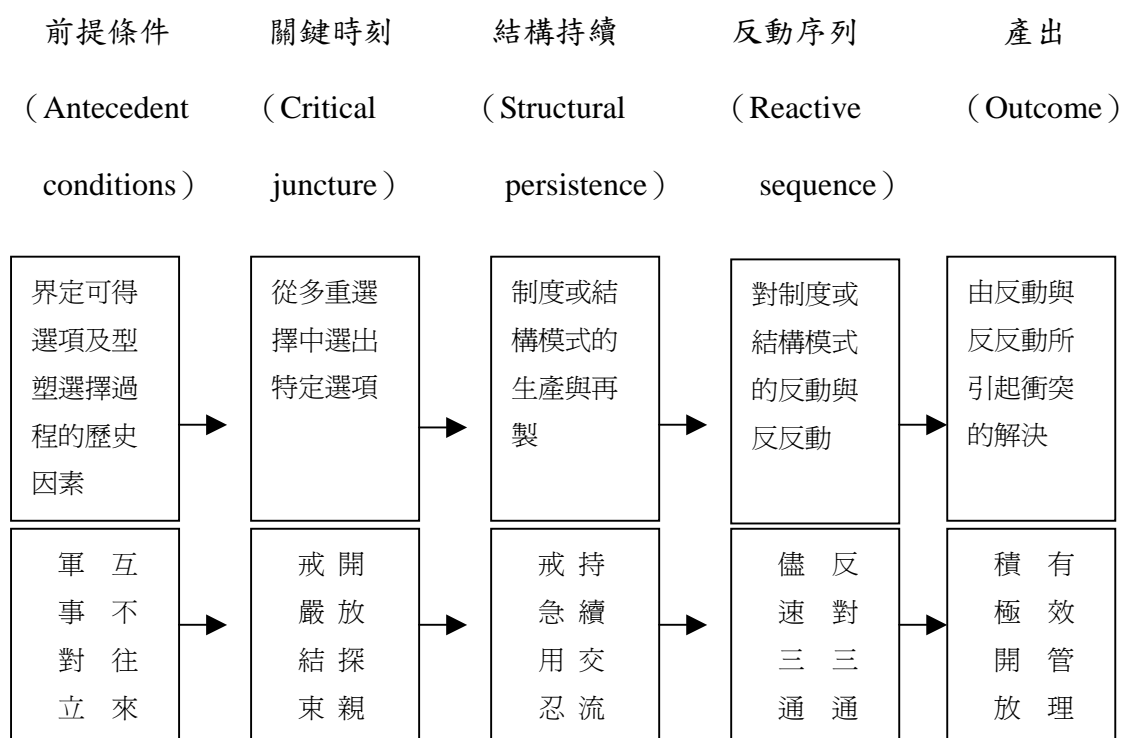 前提條件
（Antecedent
conditions）
關鍵時刻
（Critical
juncture）
結構持續
（Structural
persistence）
反動序列
（Reactive
sequence）
產出
（Outcome）
界定可得
選項及型
塑選擇過
程的歷史
因素
從多重選
擇中選出
特定選項
制度或結
構模式的
生產與再
製
對制度或
結構模式
的反動與
反反動
由反動與
反反動所
引起衝突
的解決
軍事對立
互不往來
戒嚴結束
開放探親
戒急用忍
持續交流
儘速三通
反對三通
積極開放
有效管理